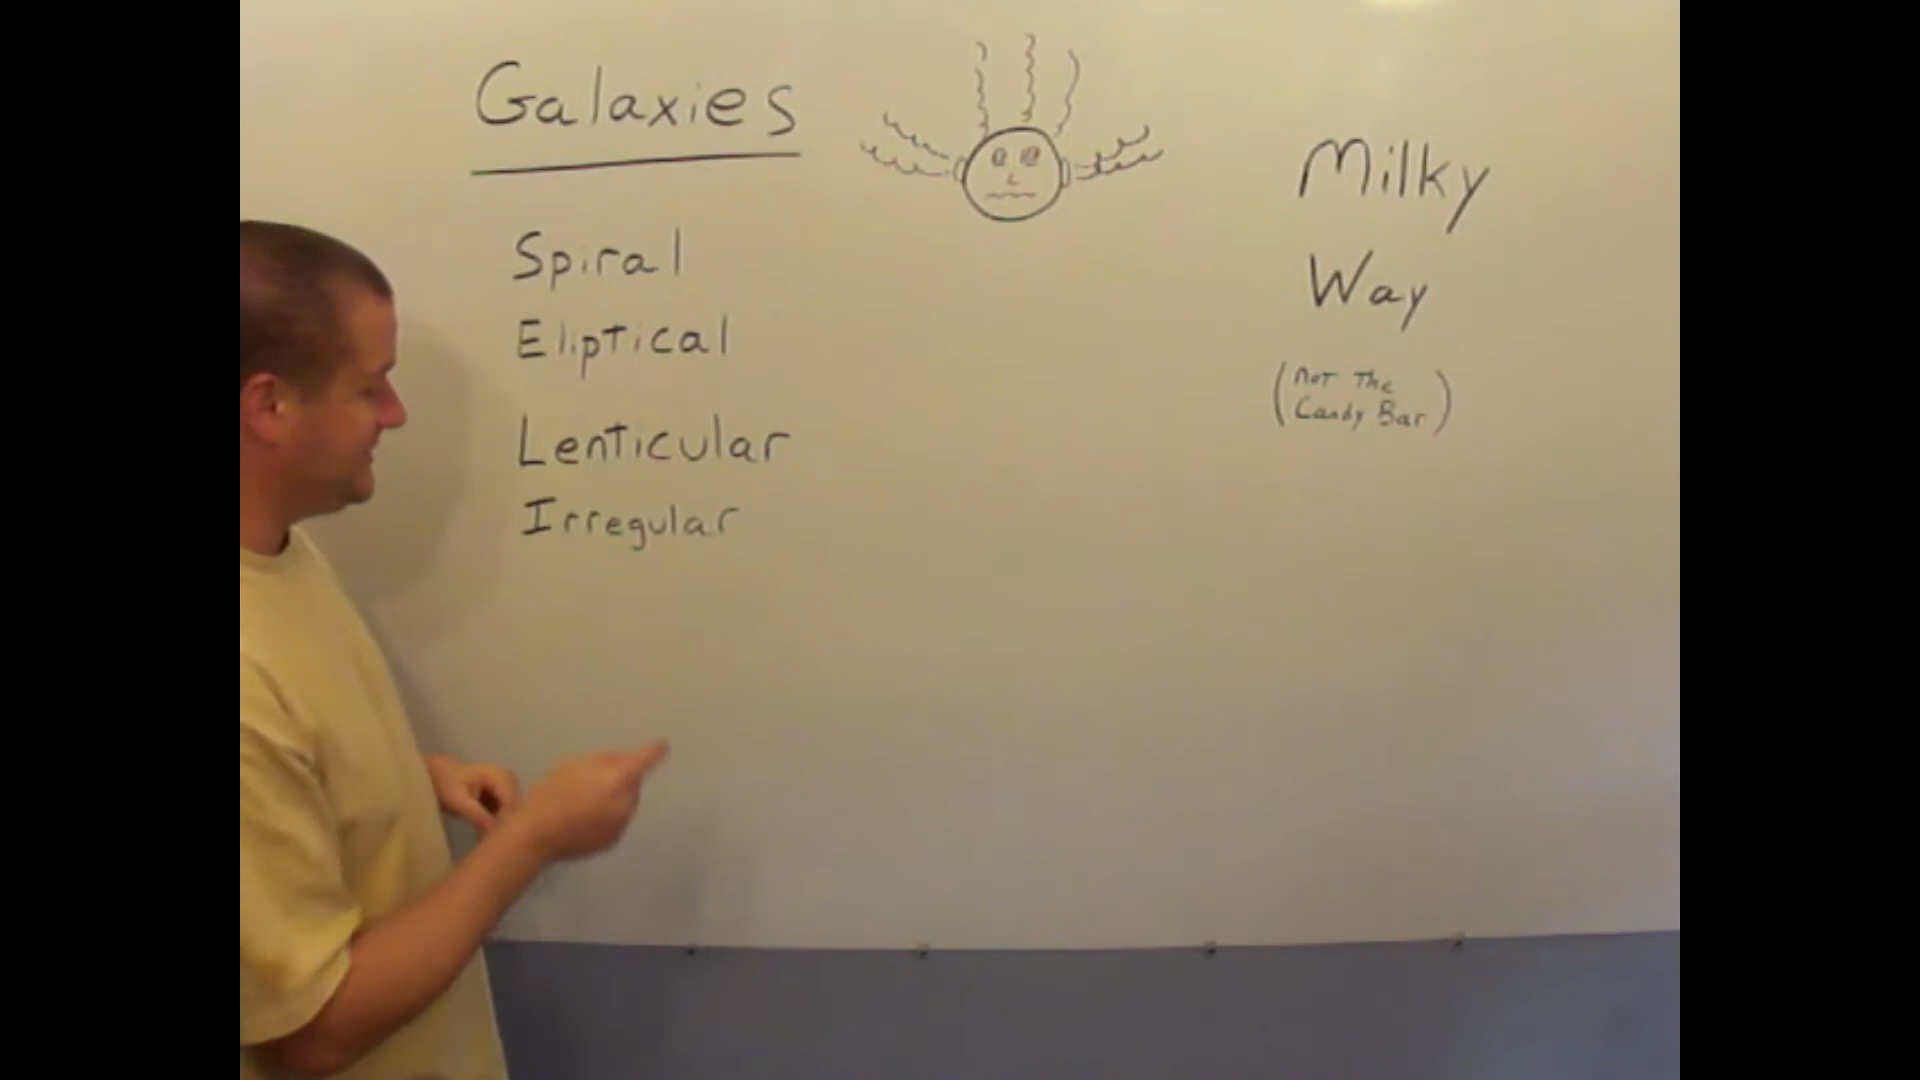 Galaxies
Spiral
Eliptical
Lenticular
Irregular
Milky
Way
(Not The
Candy Bar)